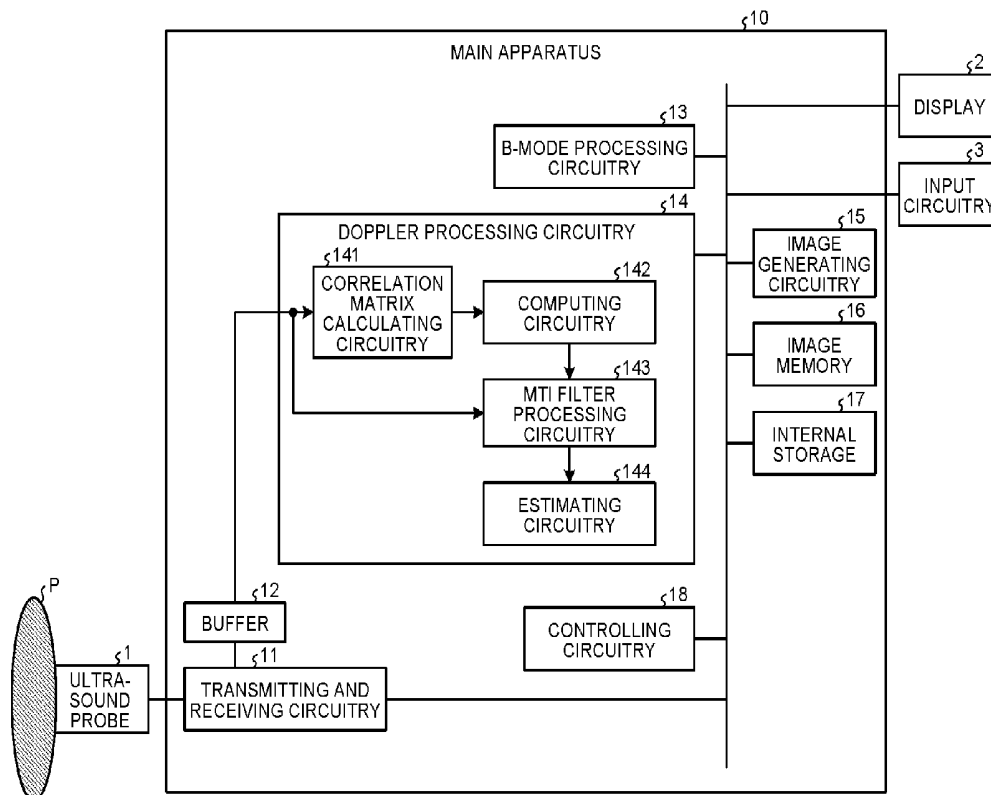 10
MAIN APPARATUS
2
DISPLAY
13
B-MODE PROCESSING
CIRCUITRY
3
INPUT
CIRCUITRY
14
DOPPLER PROCESSING CIRCUITRY
15
IMAGE
GENERATING
CIRCUITRY
141
CORRELATION
MATRIX
CALCULATING
CIRCUITRY
142
COMPUTING
CIRCUITRY
16
IMAGE
MEMORY
143
MTI FILTER
PROCESSING
CIRCUITRY
17
INTERNAL
STORAGE
144
ESTIMATING
CIRCUITRY
P
12
BUFFER
18
CONTROLLING
CIRCUITRY
1
ULTRA-
SOUND
PROBE
11
TRANSMITTING AND
RECEIVING CIRCUITRY